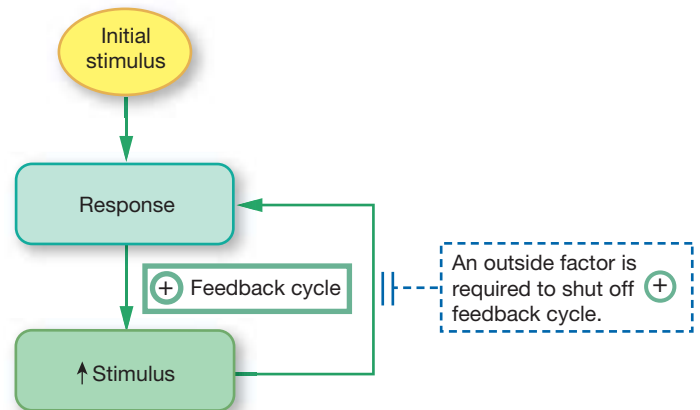 Initial
stimulus
Response
+ Feedback cycle
An outside factor is
required to shut off +
feedback cycle.
↑ Stimulus